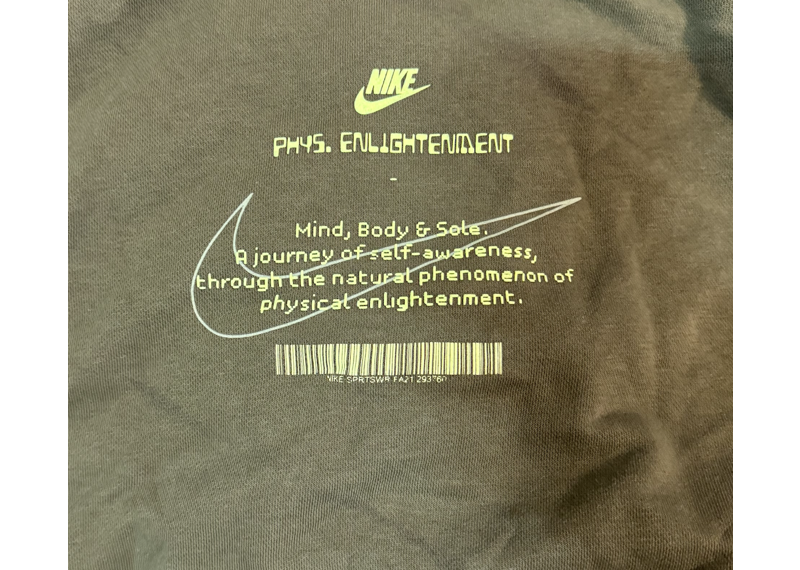 NIKE
PHYS. ENLIGHTENMENT
-
Mind, Body & Sole.
A journey of self-awareness,
through the natural phenomenon of
physical enlightenment.
NIKE SPRTSWR FA21 293760